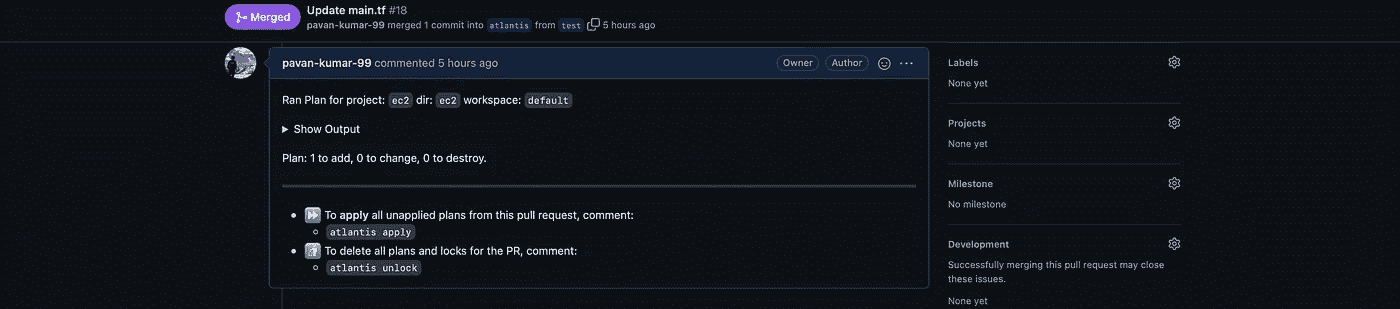 Merged
Update main.tf #18
pavan-kumar-99 merged 1 commit into atlantis from test 5 hours ago
pavan-kumar-99 commented 5 hours ago
Owner
Author
Ran Plan for project: ec2 dir: ec2 workspace: default
Show Output
Plan: 1 to add, 0 to change, 0 to destroy.
To apply all unapplied plans from this pull request, comment:
atlantis apply
To delete all plans and locks for the PR, comment:
atlantis unlock
Labels
None yet
Projects
None yet
Milestone
No milestone
Development
Successfully merging this pull request may close
these issues.
None yet